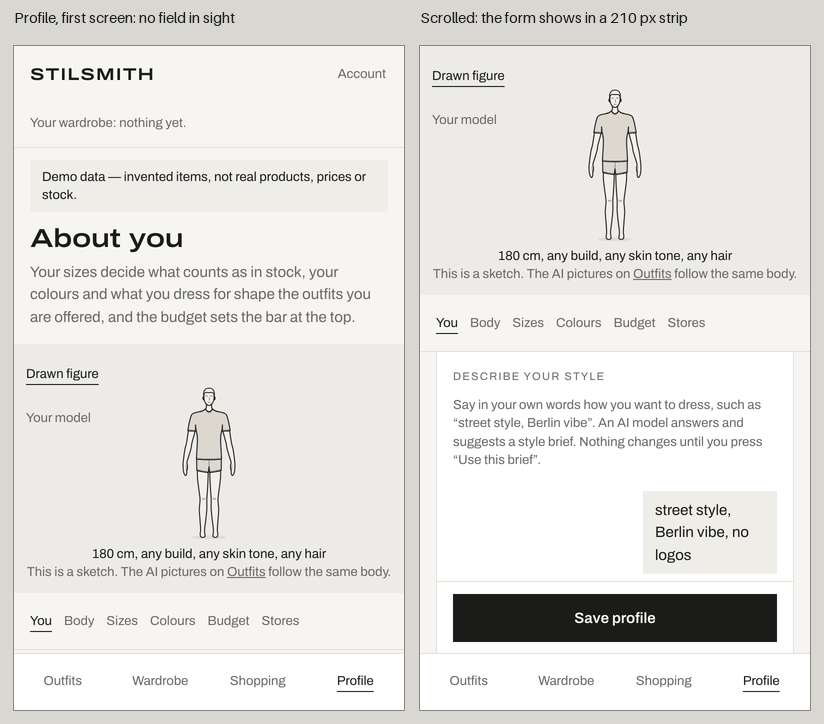 Profile, first screen: no field in sight
STILSMITH
Account
Your wardrobe: nothing yet.
Demo data — invented items, not real products, prices or
stock.
About you
Your sizes decide what counts as in stock, your
colours and what you dress for shape the outfits you
are offered, and the budget sets the bar at the top.
Drawn figure
Your model
180 cm, any build, any skin tone, any hair
This is a sketch. The AI pictures on Outfits follow the same body.
You Body Sizes Colours Budget Stores
Outfits Wardrobe Shopping Profile
Scrolled: the form shows in a 210 px strip
Drawn figure
Your model
180 cm, any build, any skin tone, any hair
This is a sketch. The AI pictures on Outfits follow the same body.
You Body Sizes Colours Budget Stores
DESCRIBE YOUR STYLE
Say in your own words how you want to dress, such as
“street style, Berlin vibe”. An AI model answers and
suggests a style brief. Nothing changes until you press
“Use this brief”.
street style,
Berlin vibe, no
logos
Save profile
Outfits Wardrobe Shopping Profile